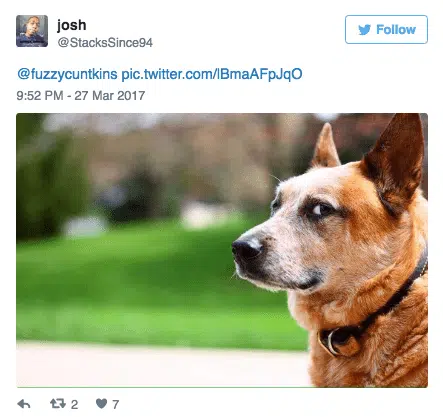 josh
@StacksSince94
Follow
@fuzzycuntkins pic.twitter.com/lBmaAFpJqO
9:52 PM - 27 Mar 2017
2
7